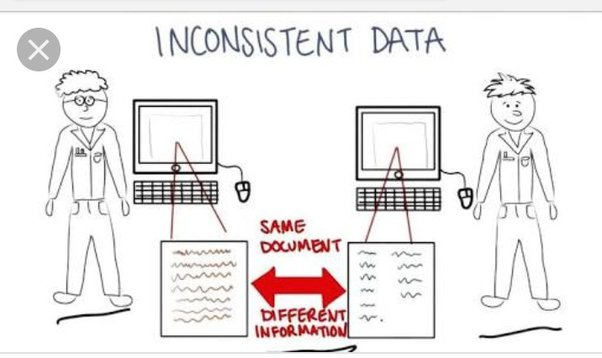 INCONSISTENT DATA
SAME
DOCUMENT
DIFFERENT
INFORMATION